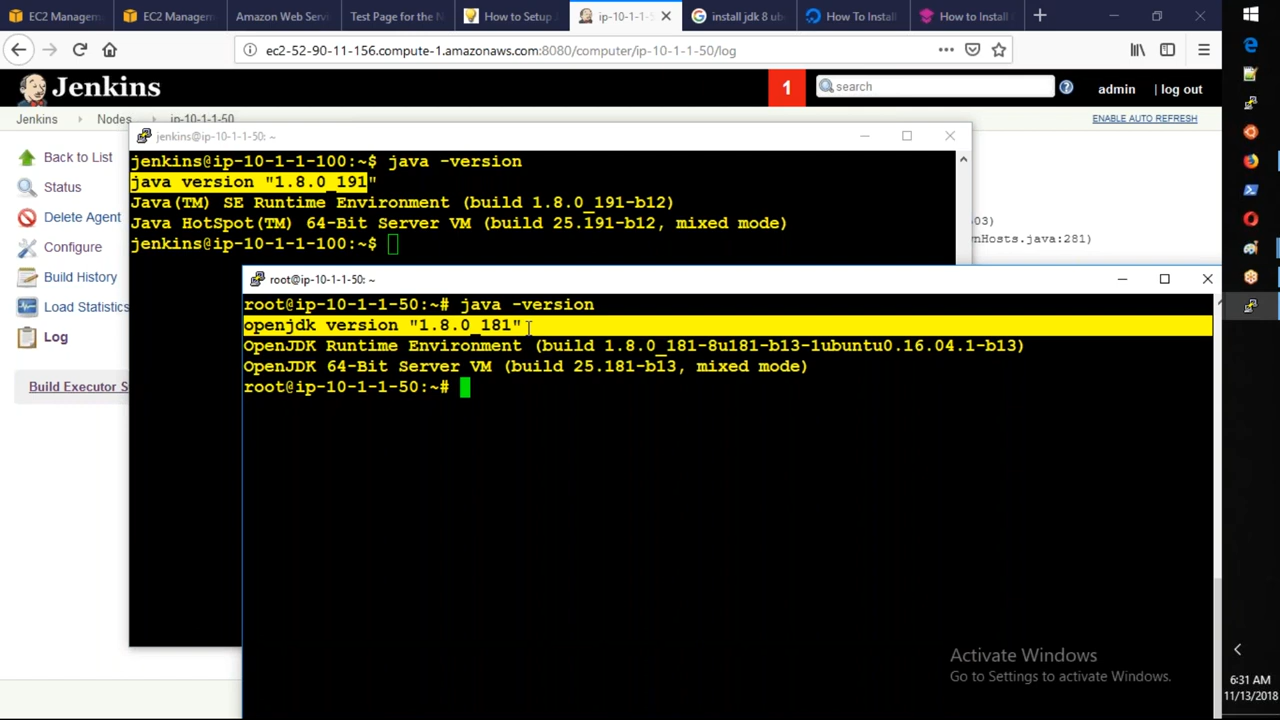 EC2 Managem
EC2 Managem
Amazon Web Servi
Test Page for the N
How to Setup J
ip-10-1-1-5
install jdk 8 ub
How To Install
How to Install
ec2-52-90-11-156.compute-1.amazonaws.com:8080/computer/ip-10-1-1-50/log
Jenkins
1
search
admin
| log out
Jenkins
Nodes
ip-10-1-1-50
ENABLE AUTO REFRESH
Back to List
Status
Delete Agent
Configure
Build History
Load Statistics
Log
Build Executor S
jenkins@ip-10-1-1-100: ~
jenkins@ip-10-1-1-100:~$ java -version
java version "1.8.0_191"
Java(TM) SE Runtime Environment (build 1.8.0_191-b12)
Java HotSpot(TM) 64-Bit Server VM (build 25.191-b12, mixed mode)
jenkins@ip-10-1-1-100:~$
03)
wnHosts.java:281)
root@ip-10-1-1-50: ~
root@ip-10-1-1-50:~# java -version
openjdk version "1.8.0_181"
OpenJDK Runtime Environment (build 1.8.0_181-8u181-b13-1ubuntu0.16.04.1-b13)
OpenJDK 64-Bit Server VM (build 25.181-b13, mixed mode)
root@ip-10-1-1-50:~#
Activate Windows
Go to Settings to activate Windows.
6:31 AM
11/13/2018